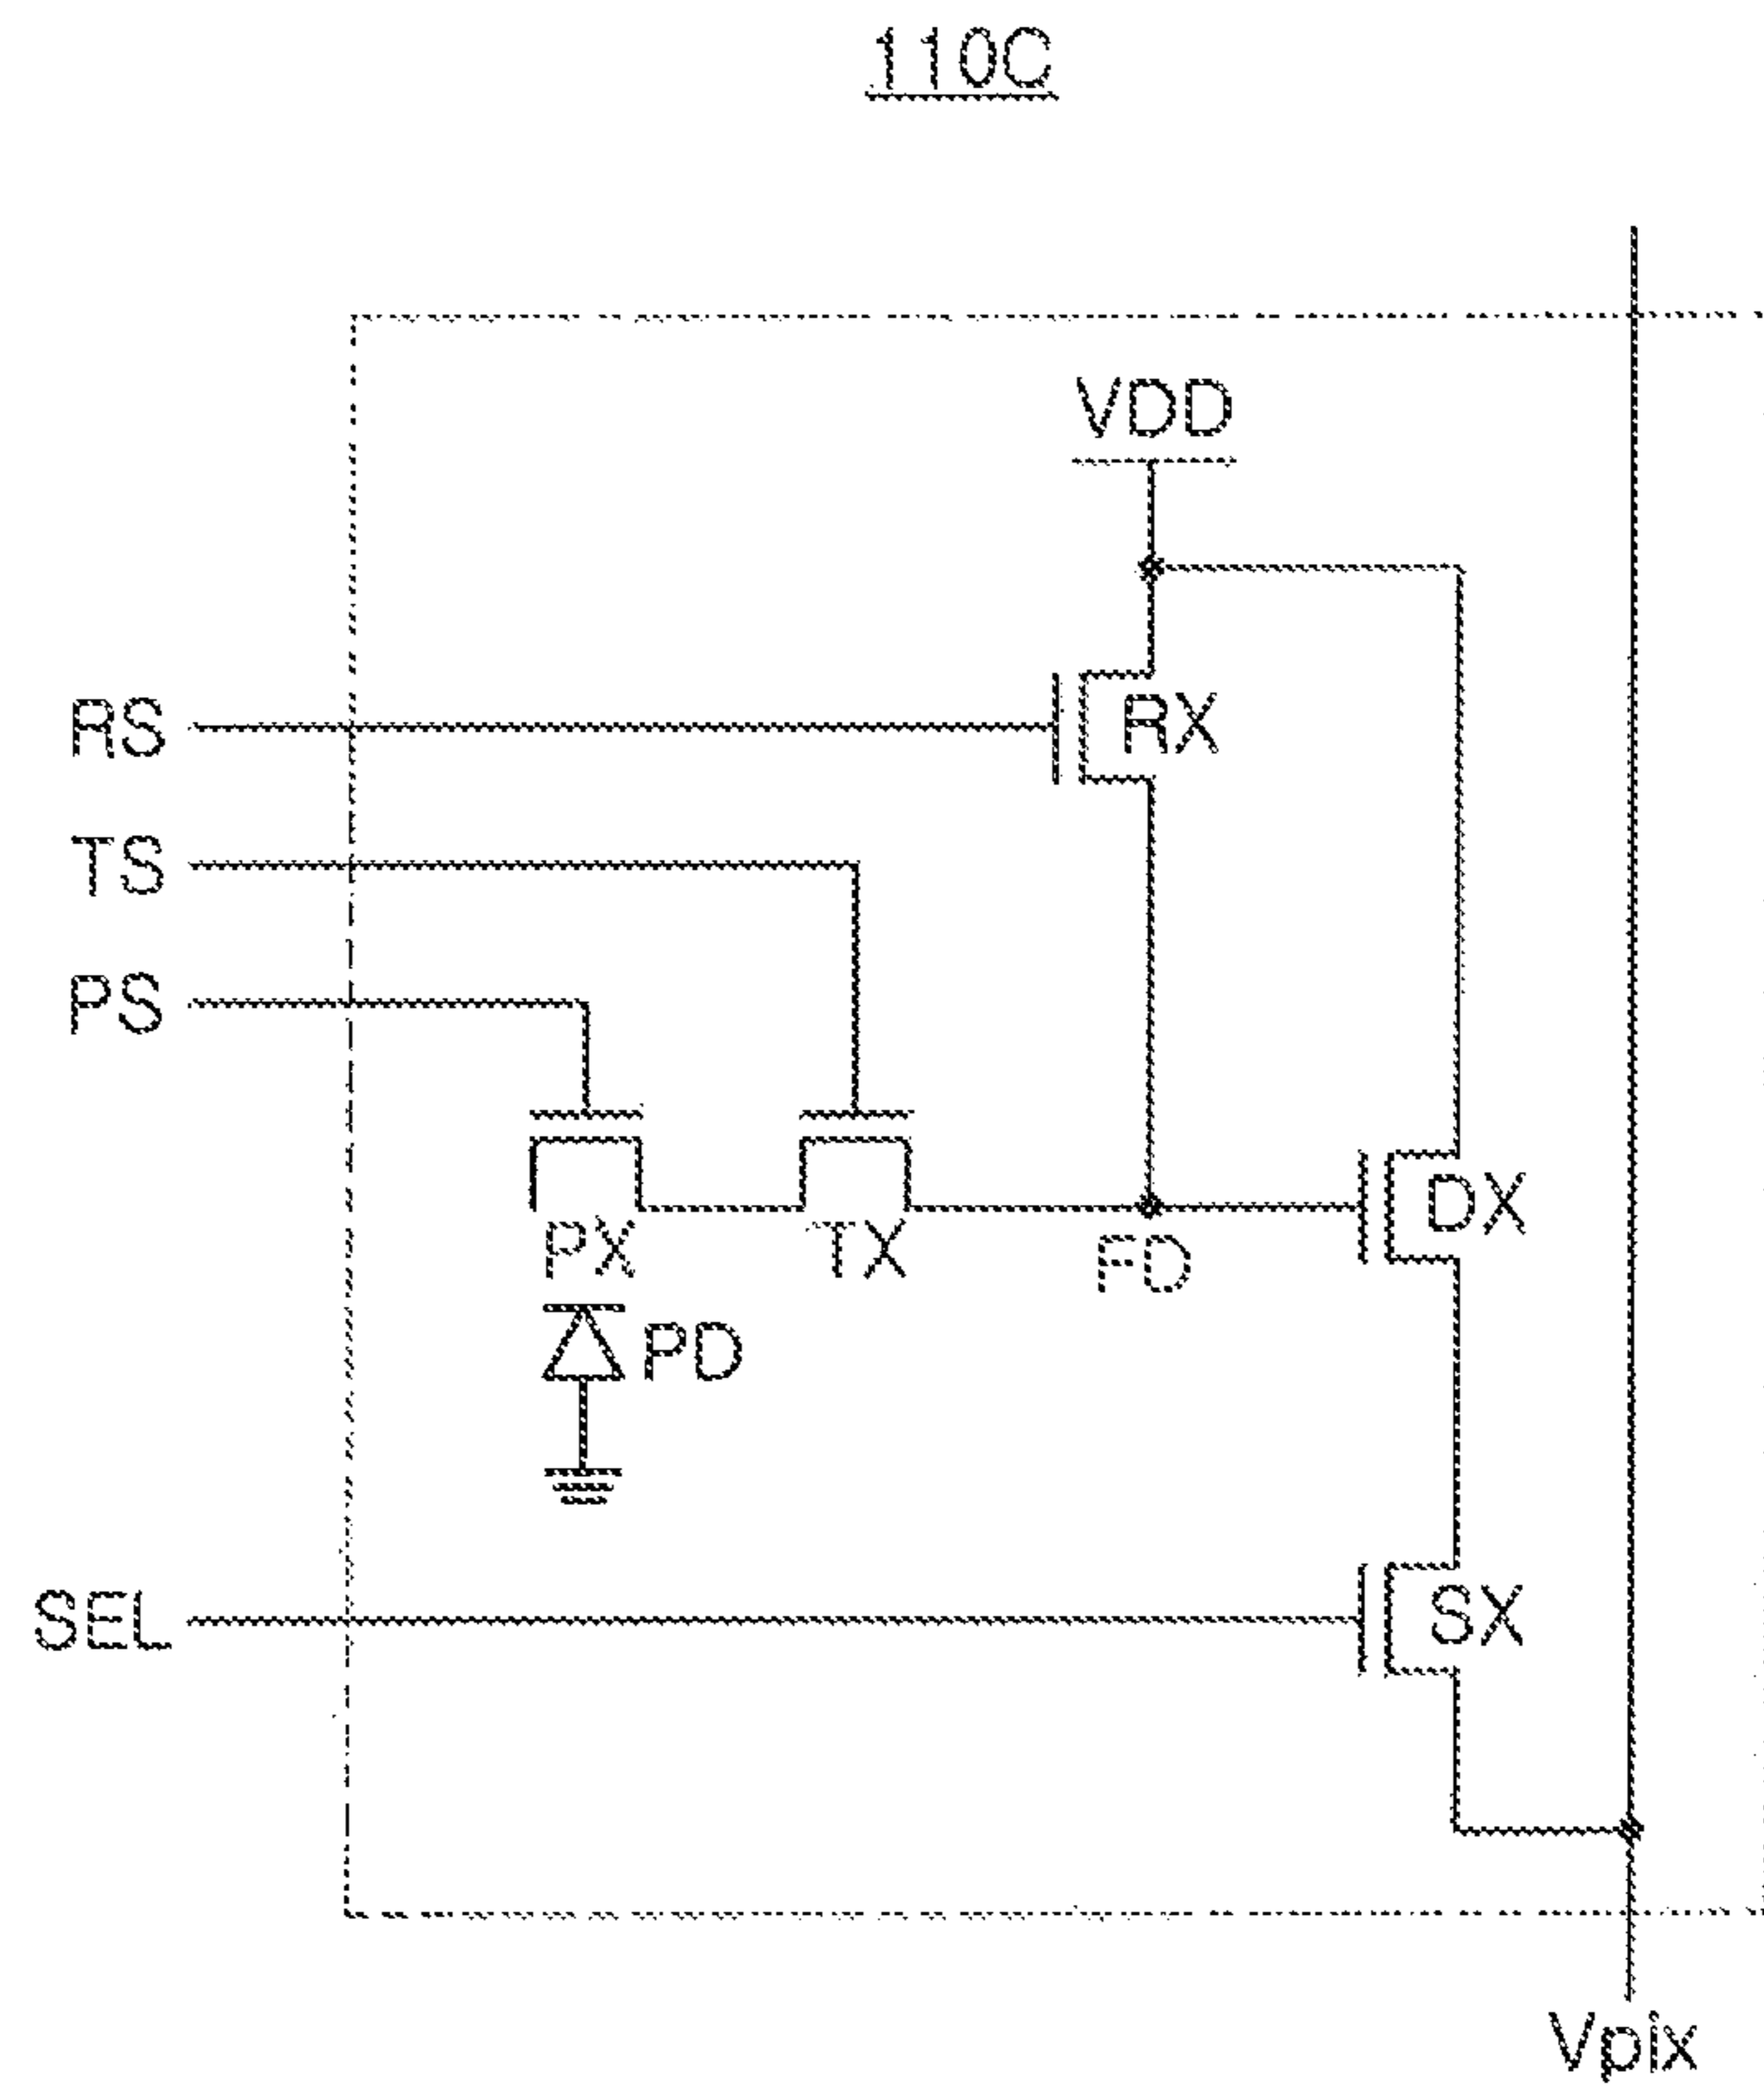 110C
VDD
RS
RX
TS
PS
DX
PX
TX
FD
PD
SEL
SX
Vpix